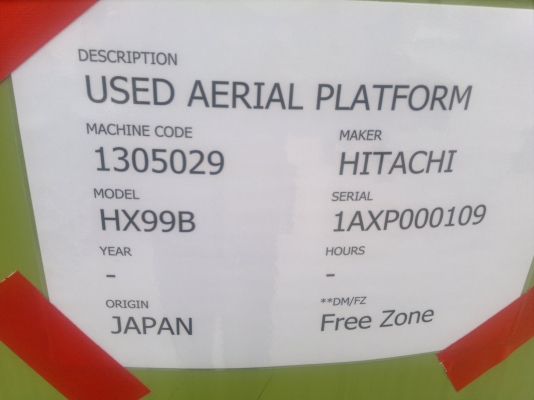 DESCRIPTION
USED AERIAL PLATFORM
MACHINE CODE MAKER
1305029 HITACHI
MODEL SERIAL
HX99B 1AXP000109
YEAR HOURS
- -
ORIGIN **DM/FZ
JAPAN Free Zone